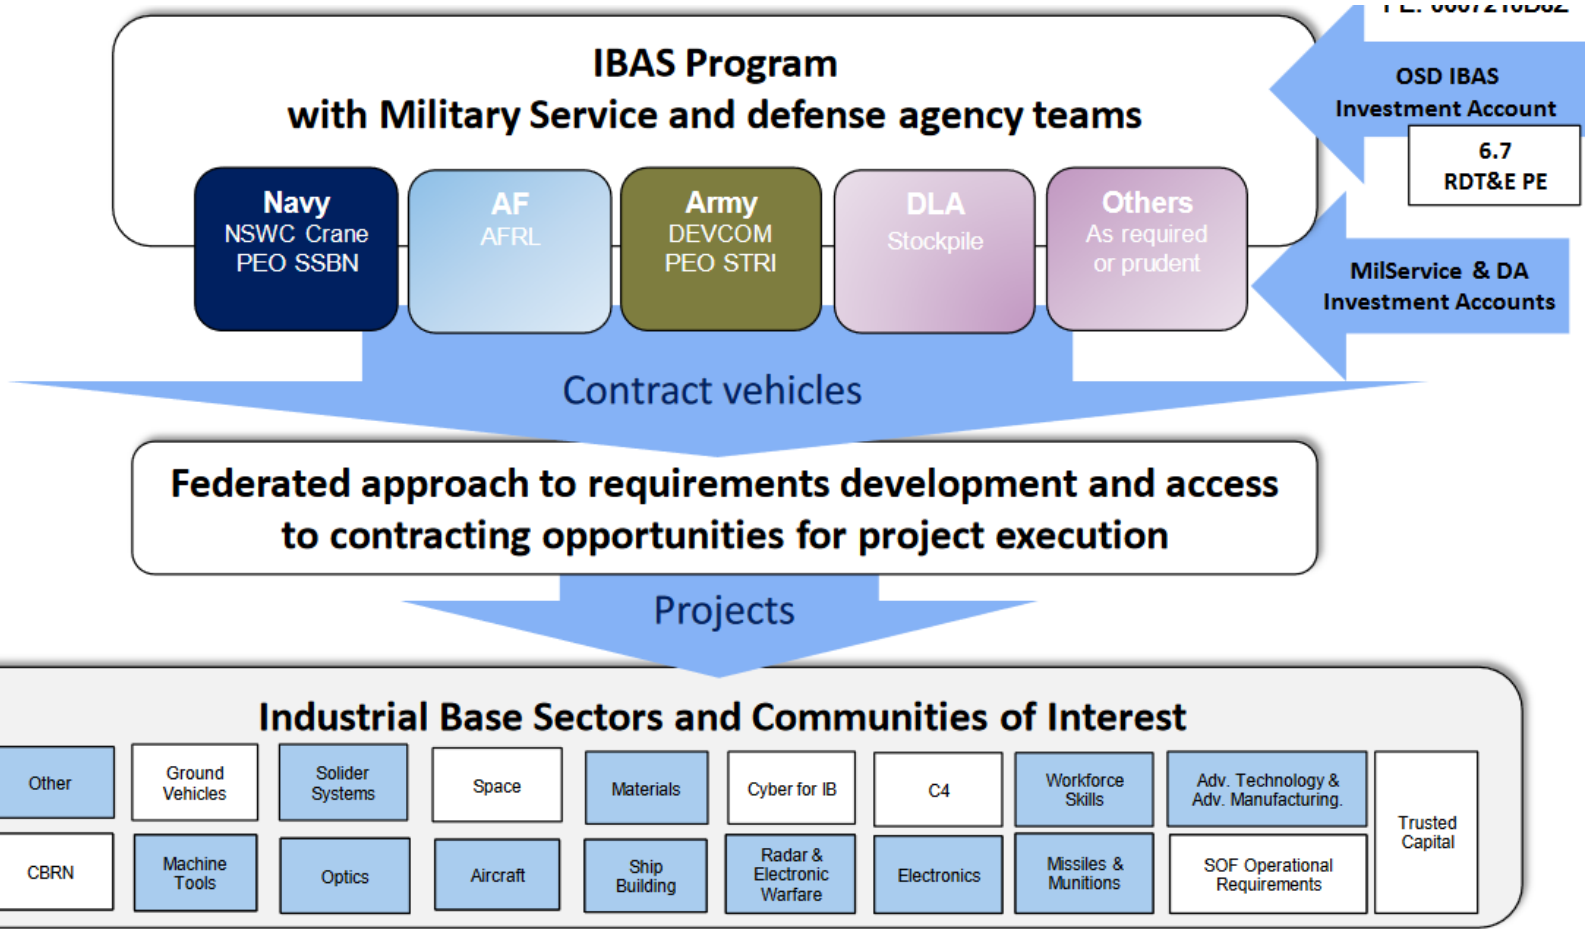 IBAS Program
with Military Service and defense agency teams
OSD IBAS
Investment Account
6.7
RDT&E PE
Navy
NSWC Crane
PEO SSBN
AF
AFRL
Army
DEVCOM
PEO STRI
DLA
Stockpile
Others
As required
or prudent
MilService & DA
Investment Accounts
Contract vehicles
Federated approach to requirements development and access
to contracting opportunities for project execution
Projects
Industrial Base Sectors and Communities of Interest
Other
Ground
Vehicles
Solider
Systems
Space
Materials
Cyber for IB
C4
Workforce
Skills
Adv. Technology &
Adv. Manufacturing.
Trusted
Capital
CBRN
Machine
Tools
Optics
Aircraft
Ship
Building
Radar &
Electronic
Warfare
Electronics
Missiles &
Munitions
SOF Operational
Requirements